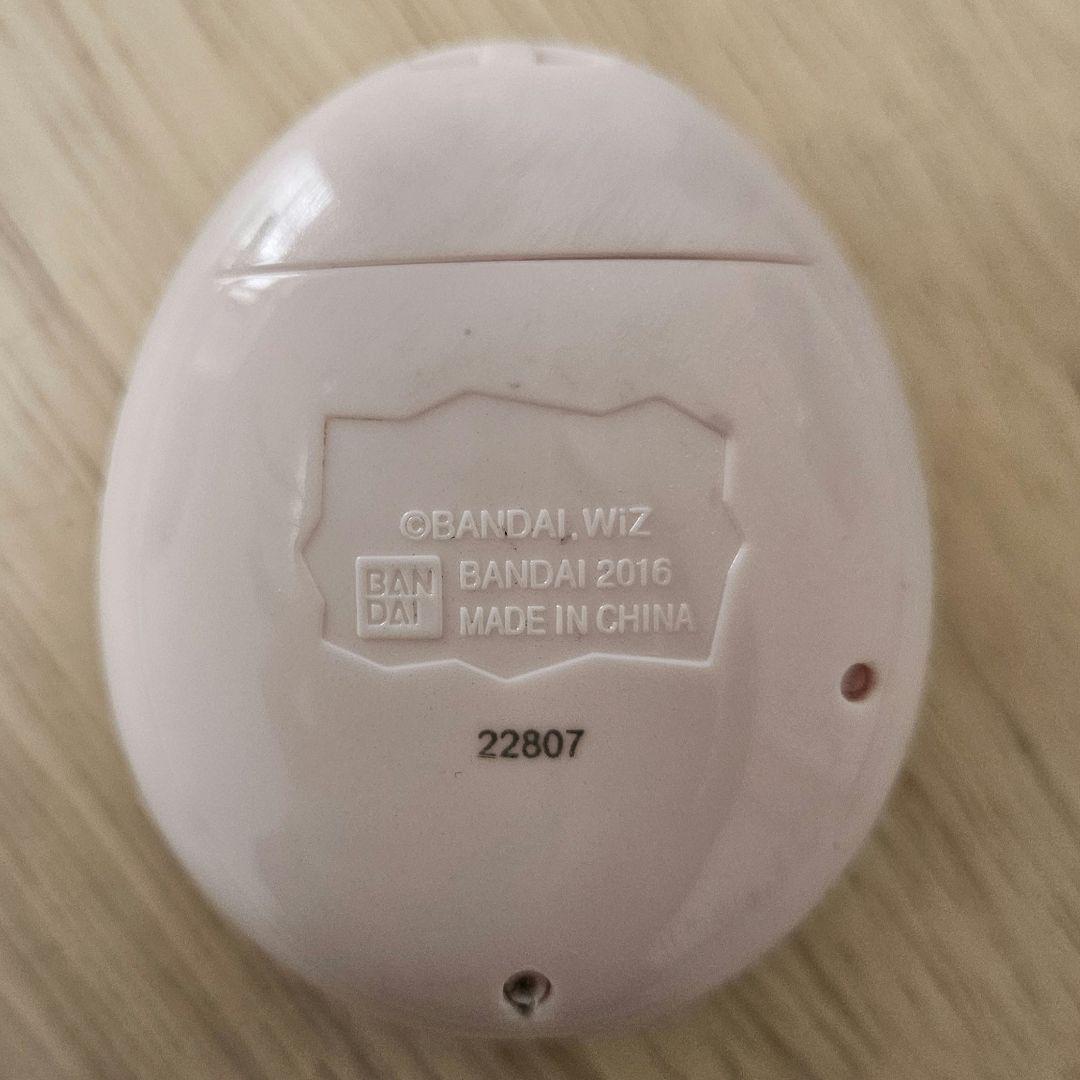 ©BANDAI, WiZ
BAN
DAI
BANDAI 2016
MADE IN CHINA
22807